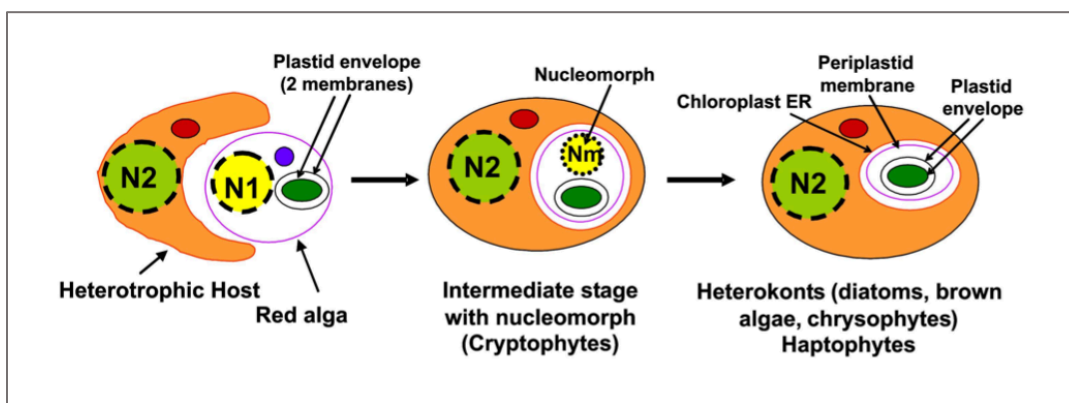 Plastid envelope
(2 membranes)
N2
N1
Heterotrophic Host
Red alga
Nucleomorph
N2
Nm
Intermediate stage
with nucleomorph
(Cryptophytes)
Periplastid
membrane
Chloroplast ER
Plastid
envelope
N2
Heterokonts (diatoms, brown
algae, chrysophytes)
Haptophytes